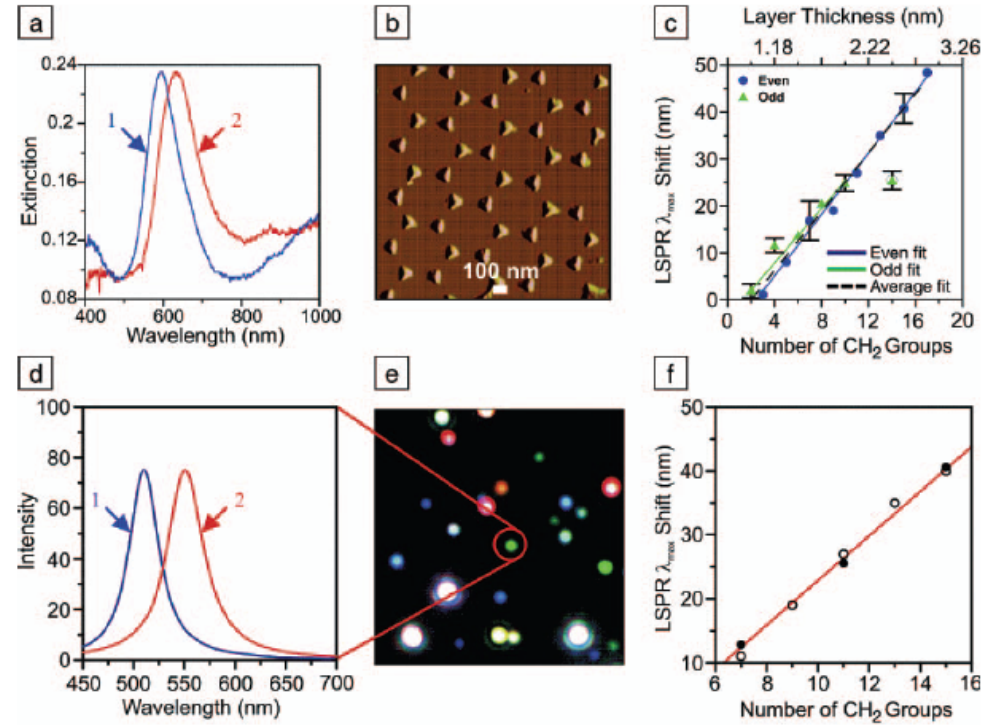 a
0.24
0.2
0.16
0.12
0.08
Extinction
1
2
400
600
800
1000
Wavelength (nm)
b
100 nm
c
Layer Thickness (nm)
1.18
2.22
3.26
50
40
30
20
10
0
LSPR λmax Shift (nm)
Even
Odd
Even fit
Odd fit
Average fit
0
4
8
12
16
20
Number of CH2 Groups
d
100
80
60
40
20
0
Intensity
1
2
450
500
550
600
650
700
Wavelength (nm)
e
f
50
40
30
20
10
LSPR λmax Shift (nm)
6
8
10
12
14
16
Number of CH2 Groups